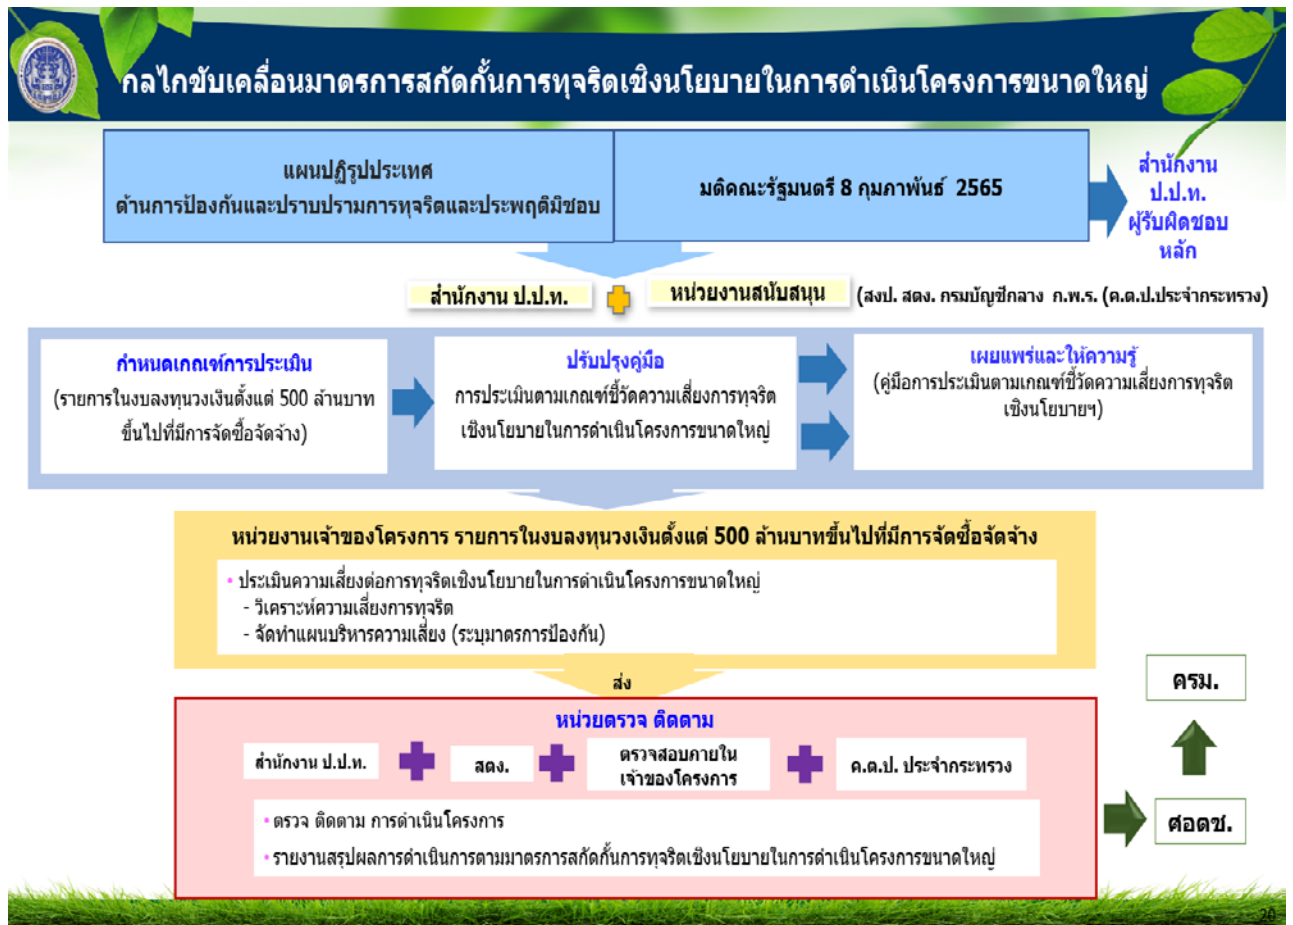 กลไกขับเคลื่อนมาตรการสกัดกั้นการทุจริตเชิงนโยบายในการดำเนินโครงการขนาดใหญ่
แผนปฏิรูปประเทศ
ด้านการป้องกันและปราบปรามการทุจริตและประพฤติมิชอบ
มติคณะรัฐมนตรี 8 กุมภาพันธ์ 2565
สำนักงาน
ป.ป.ท.
ผู้รับผิดชอบ
หลัก
สำนักงาน ป.ป.ท.
หน่วยงานสนับสนุน
(สงป. สตง. กรมบัญชีกลาง ก.พ.ร. (ค.ต.ป.ประจำกระทรวง)
กำหนดเกณฑ์การประเมิน
(รายการในงบลงทุนวงเงินตั้งแต่ 500 ล้านบาท
ขึ้นไปที่มีการจัดซื้อจัดจ้าง)
ปรับปรุงคู่มือ
การประเมินตามเกณฑ์ชี้วัดความเสี่ยงการทุจริต
เชิงนโยบายในการดำเนินโครงการขนาดใหญ่
เผยแพร่และให้ความรู้
(คู่มือการประเมินตามเกณฑ์ชี้วัดความเสี่ยงการทุจริต
เชิงนโยบายฯ)
หน่วยงานเจ้าของโครงการ รายการในงบลงทุนวงเงินตั้งแต่ 500 ล้านบาทขึ้นไปที่มีการจัดซื้อจัดจ้าง
• ประเมินความเสี่ยงต่อการทุจริตเชิงนโยบายในการดำเนินโครงการขนาดใหญ่
- วิเคราะห์ความเสี่ยงการทุจริต
- จัดทำแผนบริหารความเสี่ยง (ระบุมาตรการป้องกัน)
ส่ง
หน่วยตรวจ ติดตาม
สำนักงาน ป.ป.ท.
สตง.
ตรวจสอบภายใน
เจ้าของโครงการ
ค.ต.ป. ประจำกระทรวง
• ตรวจ ติดตาม การดำเนินโครงการ
• รายงานสรุปผลการดำเนินการตามมาตรการสกัดกั้นการทุจริตเชิงนโยบายในการดำเนินโครงการขนาดใหญ่
ครม.
ศอตช.
20